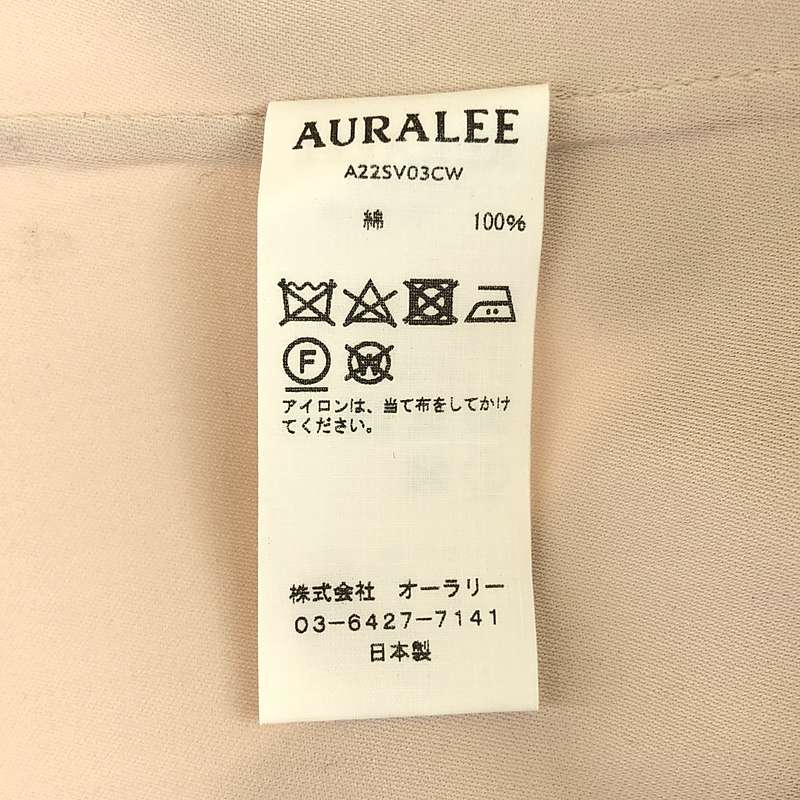 AURALEE
A22SV03CW
綿 100%
F
W
アイロンは、当て布をしてかけ
てください。
株式会社 オーラリー
03-6427-7141
日本製